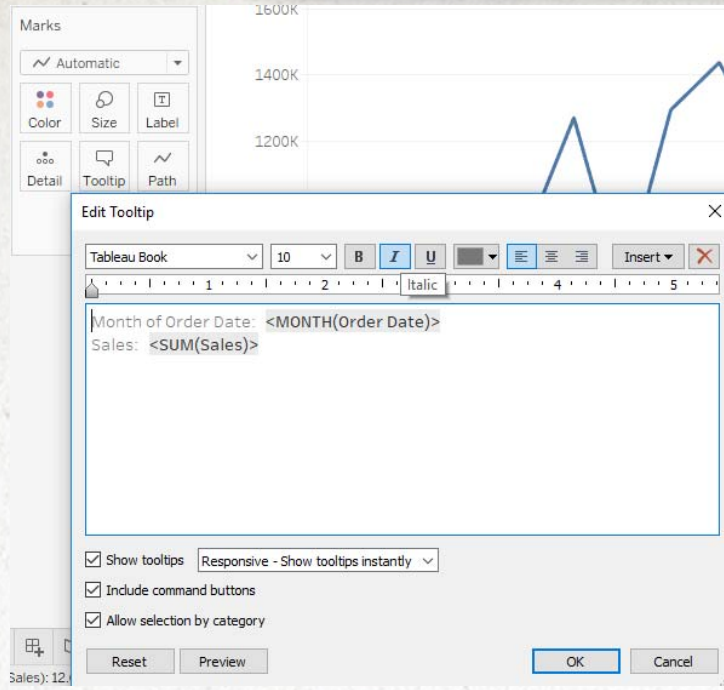 Marks
Automatic
Color Size Label
Detail Tooltip Path
1600K
1400K
1200K
Edit Tooltip
Tableau Book 10 B I U Insert
1 2 4 5
Italic
Month of Order Date: <MONTH(Order Date)>
Sales: <SUM(Sales)>
Show tooltips Responsive - Show tooltips instantly
Include command buttons
Allow selection by category
Reset Preview OK Cancel
Sales): 12,